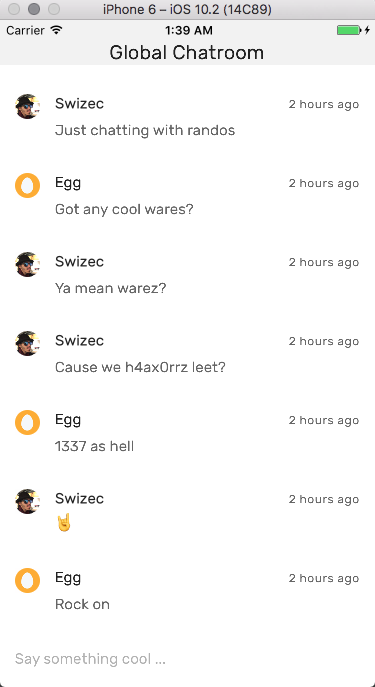 iPhone 6 – iOS 10.2 (14C89)
Carrier 1:39 AM
Global Chatroom
Swizec 2 hours ago
Just chatting with randos
Egg 2 hours ago
Got any cool wares?
Swizec 2 hours ago
Ya mean warez?
Swizec 2 hours ago
Cause we h4ax0rrz leet?
Egg 2 hours ago
1337 as hell
Swizec 2 hours ago
🤘
Egg 2 hours ago
Rock on
Say something cool ...